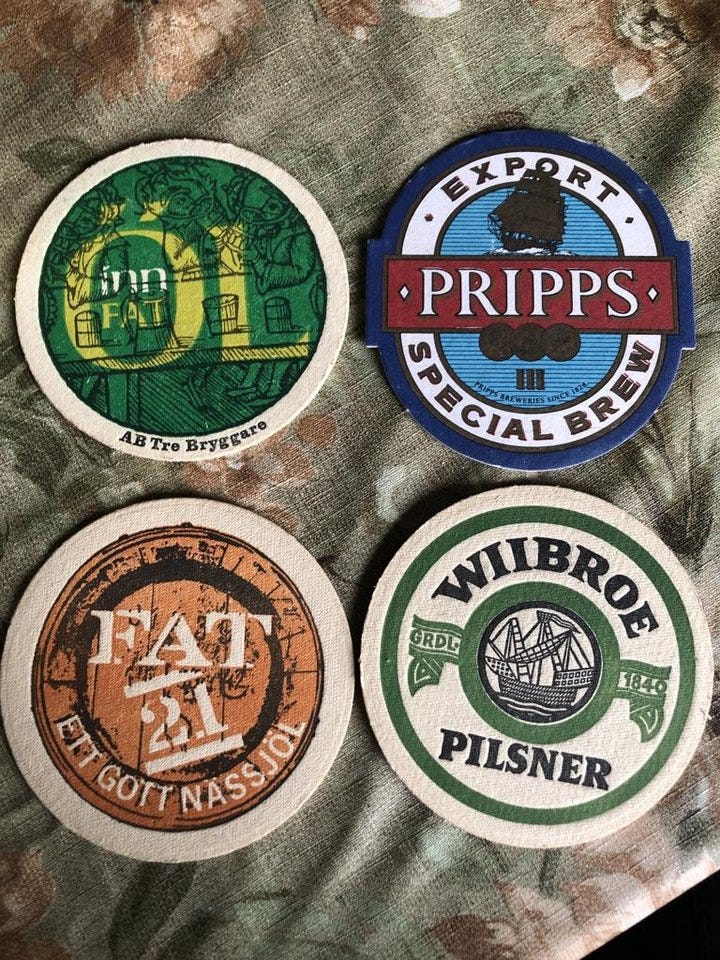 ÖL
inn
FAT
AB Tre Bryggare
EXPORT
PRIPPS
III
PRIPPS BREWERIES SINCE 1828
SPECIAL BREW
FAT
21
ETT GOTT NÄSSJÖL
WIIBROE
GRDL.
1840
PILSNER